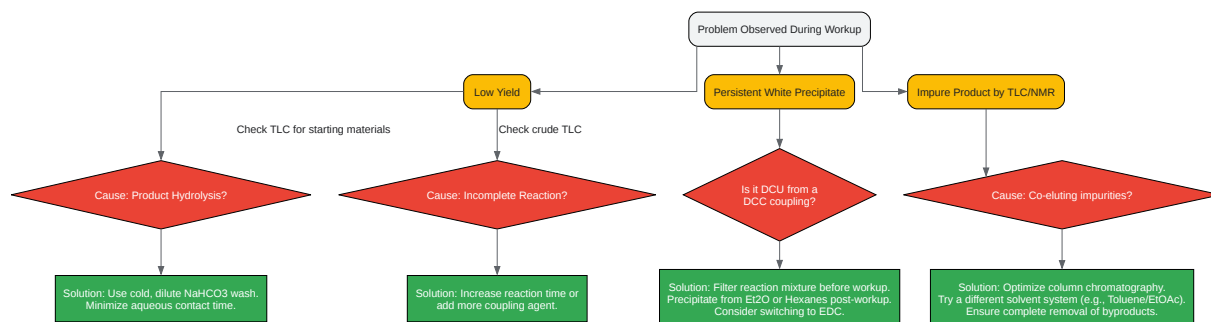 Problem Observed During Workup
Low Yield
Persistent White Precipitate
Impure Product by TLC/NMR
Check TLC for starting materials
Check crude TLC
Cause: Product Hydrolysis?
Cause: Incomplete Reaction?
Is it DCU from a
DCC coupling?
Cause: Co-eluting impurities?
Solution: Use cold, dilute NaHCO3 wash.
Minimize aqueous contact time.
Solution: Increase reaction time or
add more coupling agent.
Solution: Filter reaction mixture before workup.
Precipitate from Et2O or Hexanes post-workup.
Consider switching to EDC.
Solution: Optimize column chromatography.
Try a different solvent system (e.g., Toluene/EtOAc).
Ensure complete removal of byproducts.